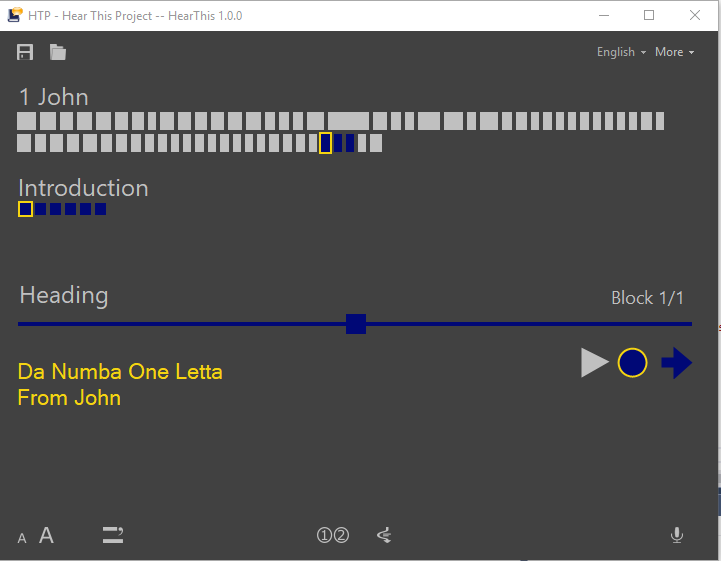 HTP - Hear This Project -- HearThis 1.0.0
English More
1 John
Introduction
Heading
Block 1/1
Da Numba One Letta
From John
A A ①②